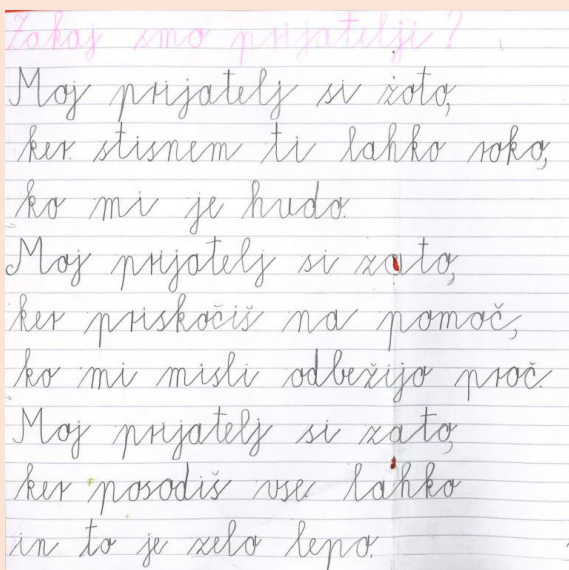 Zakaj smo prijatelji?
Moj prijatelj si zato,
ker stisnem ti lahko roko,
ko mi je hudo.
Moj prijatelj si zato,
ker priskočiš na pomoč,
ko mi misli odbežijo proč.
Moj prijatelj si zato,
ker posodiš vse lahko
in to je zelo lepo.